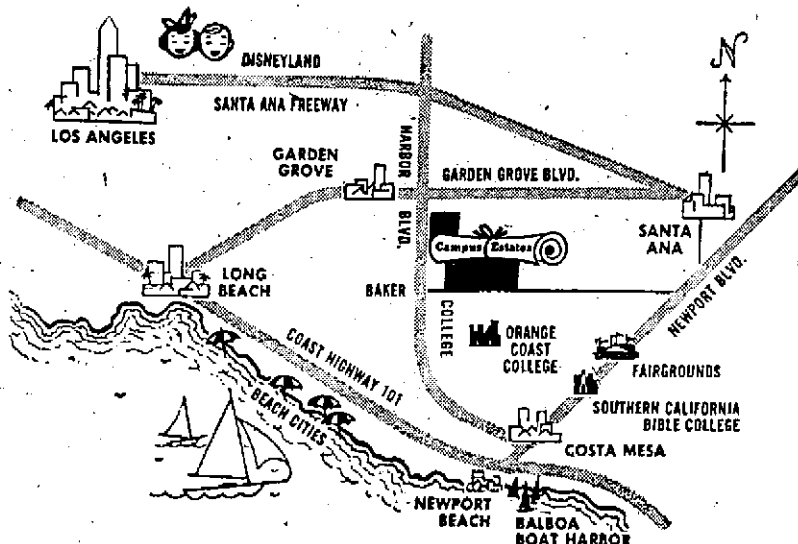 DISNEYLAND
N
SANTA ANA FREEWAY
LOS ANGELES
HARBOR BLVD.
GARDEN
GROVE
GARDEN GROVE BLVD.
SANTA
ANA
Campus Estates
LONG
BEACH
BAKER
COLLEGE
NEWPORT BLVD.
ORANGE
COAST
COLLEGE
COAST HIGHWAY 101
FAIRGROUNDS
BEACH CITIES
SOUTHERN CALIFORNIA
BIBLE COLLEGE
COSTA MESA
NEWPORT
BEACH
BALBOA
BOAT HARBOR